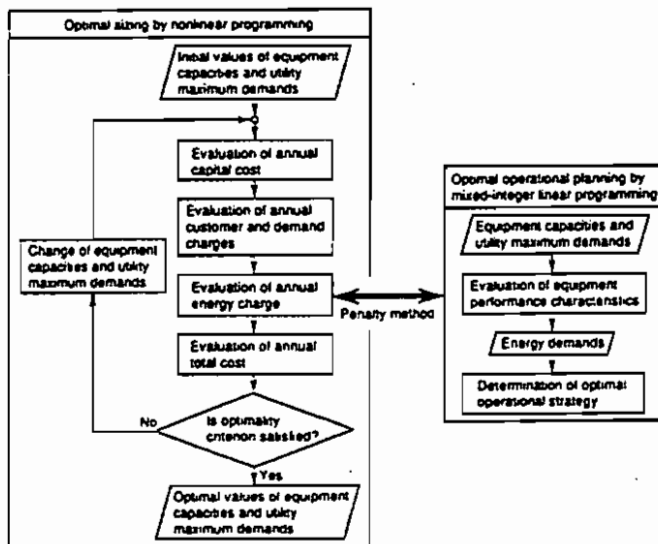 Optimal sizing by nonlinear programming
Initial values of equipment
capacities and utility
maximum demands
Evaluation of annual
capital cost
Evaluation of annual
customer and demand
charges
Change of equipment
capacities and utility
maximum demands
Evaluation of annual
energy charge
Evaluation of annual
total cost
No
Is optimality
criterion satisfied?
Yes
Optimal values of equipment
capacities and utility
maximum demands
Penalty method
Optimal operational planning by
mixed-integer linear programming
Equipment capacities and
utility maximum demands
Evaluation of equipment
performance characteristics
Energy demands
Determination of optimal
operational strategy